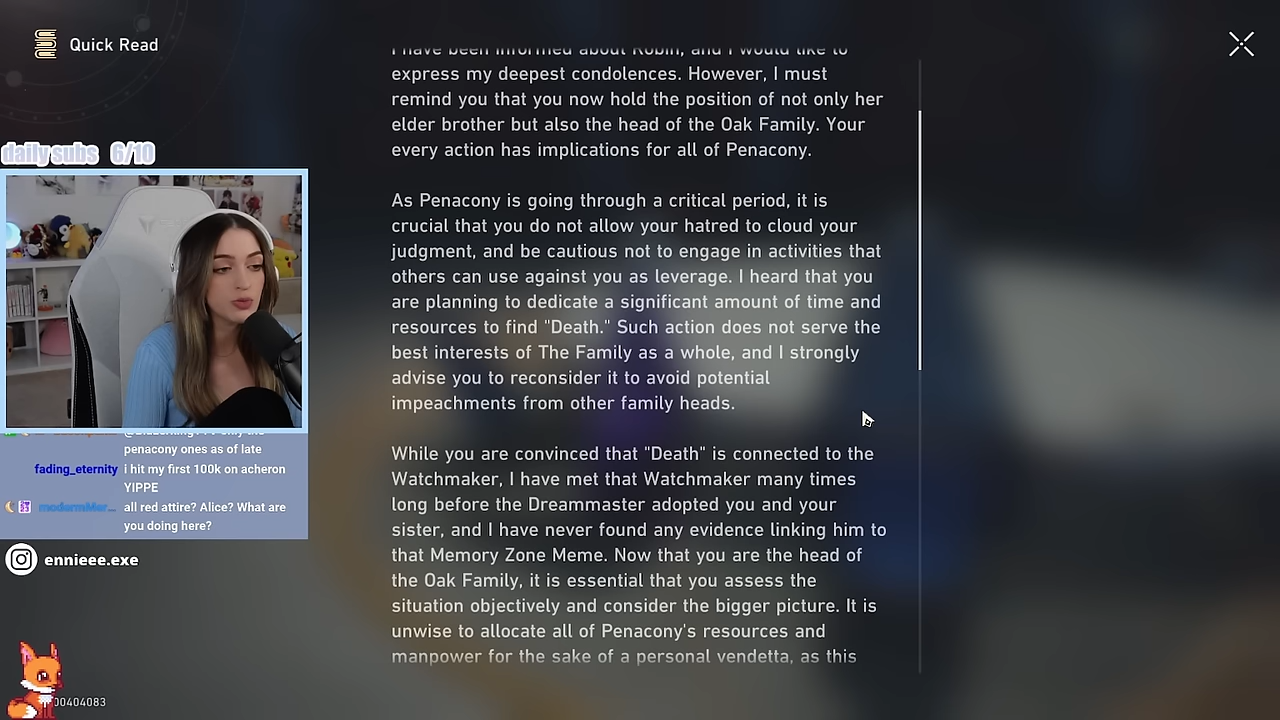 Quick Read
I have been informed about Robin, and I would like to
express my deepest condolences. However, I must
remind you that you now hold the position of not only her
elder brother but also the head of the Oak Family. Your
every action has implications for all of Penacony.
As Penacony is going through a critical period, it is
crucial that you do not allow your hatred to cloud your
judgment, and be cautious not to engage in activities that
others can use against you as leverage. I heard that you
are planning to dedicate a significant amount of time and
resources to find "Death." Such action does not serve the
best interests of The Family as a whole, and I strongly
advise you to reconsider it to avoid potential
impeachments from other family heads.
While you are convinced that "Death" is connected to the
Watchmaker, I have met that Watchmaker many times
long before the Dreammaster adopted you and your
sister, and I have never found any evidence linking him to
that Memory Zone Meme. Now that you are the head of
the Oak Family, it is essential that you assess the
situation objectively and consider the bigger picture. It is
unwise to allocate all of Penacony's resources and
manpower for the sake of a personal vendetta, as this
daily subs 6/10
penacony ones as of late
fading_eternity i hit my first 100k on acheron
YIPPE
all red attire? Alice? What are
you doing here?
ennieee.exe
00404083